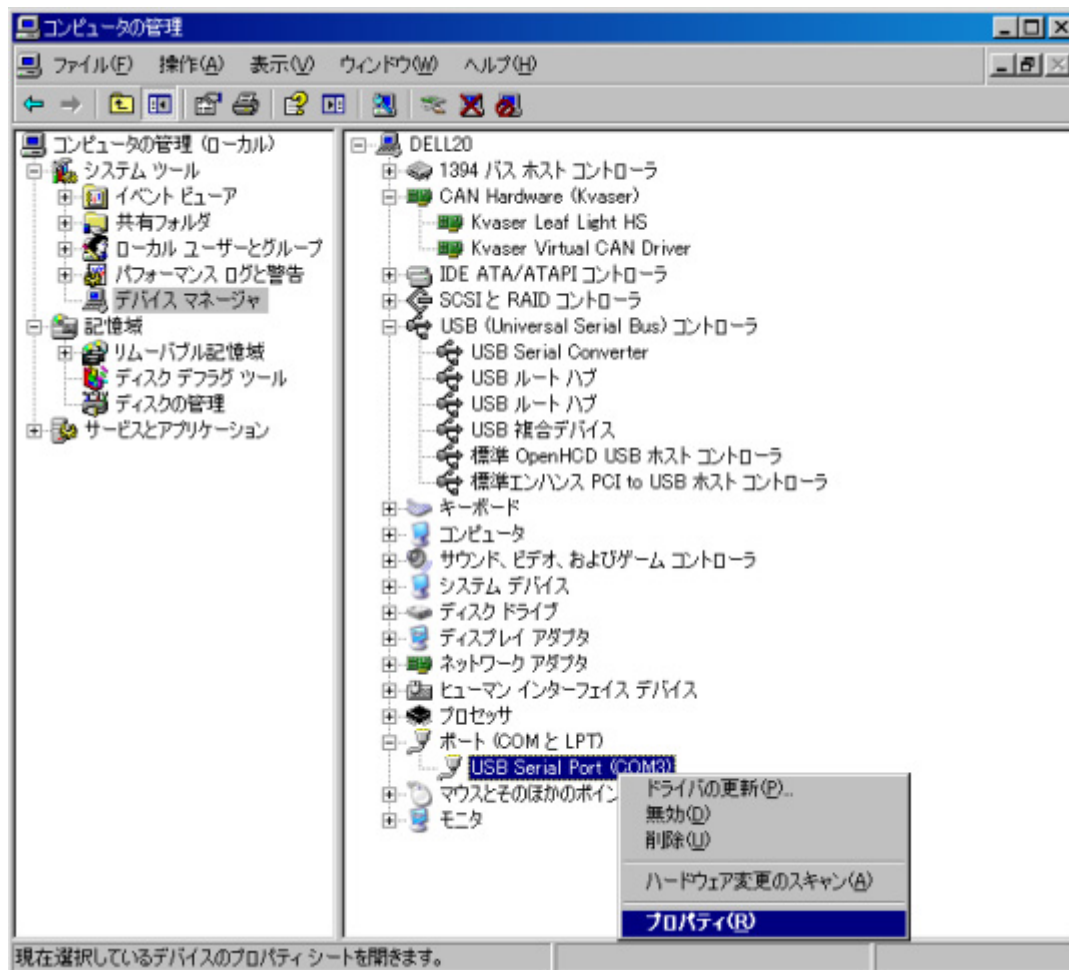 コンピュータの管理
ファイル(F) 操作(A) 表示(V) ウィンドウ(W) ヘルプ(H)
コンピュータの管理 (ローカル)
システム ツール
イベント ビューア
共有フォルダ
ローカル ユーザーとグループ
パフォーマンス ログと警告
デバイス マネージャ
記憶域
リムーバブル記憶域
ディスク デフラグ ツール
ディスクの管理
サービスとアプリケーション
DELL20
1394 バス ホスト コントローラ
CAN Hardware (Kvaser)
Kvaser Leaf Light HS
Kvaser Virtual CAN Driver
IDE ATA/ATAPI コントローラ
SCSI と RAID コントローラ
USB (Universal Serial Bus) コントローラ
USB Serial Converter
USB ルート ハブ
USB ルート ハブ
USB 複合デバイス
標準 OpenHCD USB ホスト コントローラ
標準エンハンス PCI to USB ホスト コントローラ
キーボード
コンピュータ
サウンド、ビデオ、およびゲーム コントローラ
システム デバイス
ディスク ドライブ
ディスプレイ アダプタ
ネットワーク アダプタ
ヒューマン インターフェイス デバイス
プロセッサ
ポート (COM と LPT)
USB Serial Port (COM3)
マウスとそのほかのポイン
モニタ
ドライバの更新(P)...
無効(D)
削除(U)
ハードウェア変更のスキャン(A)
プロパティ(R)
現在選択しているデバイスのプロパティ シートを開きます。